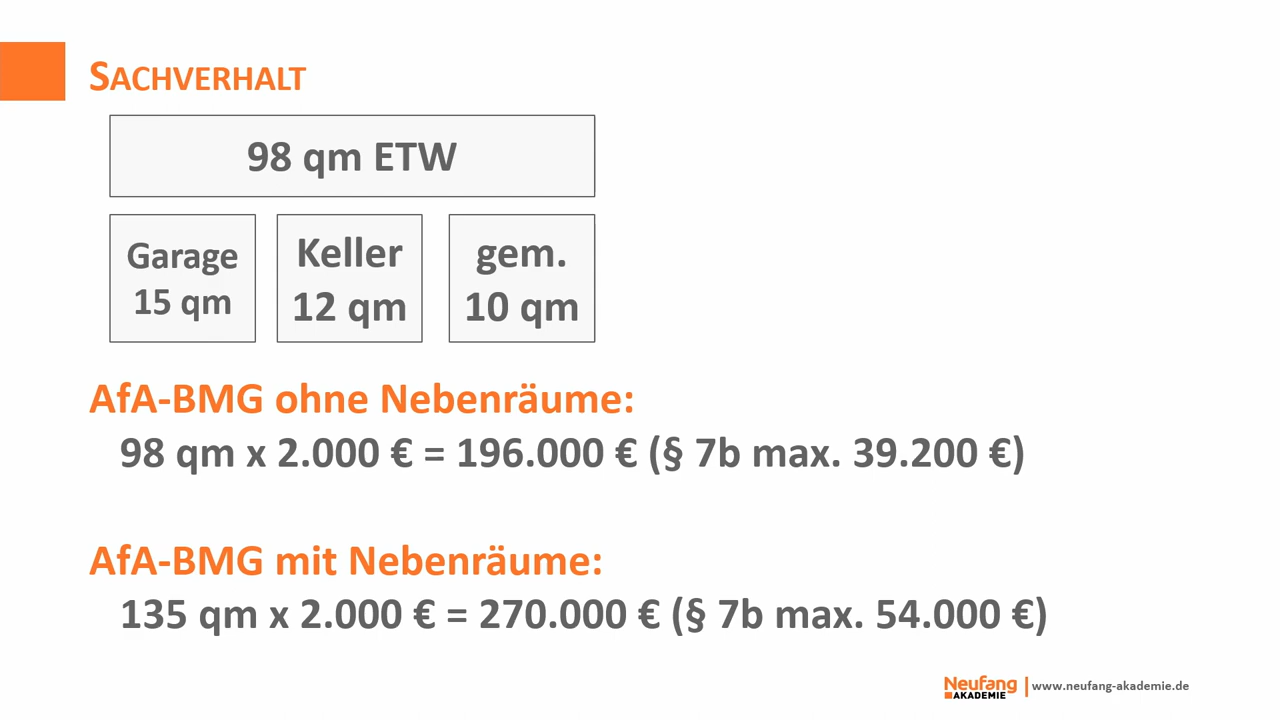 SACHVERHALT
98 qm ETW
Garage
15 qm
Keller
12 qm
gem.
10 qm
AfA-BMG ohne Nebenräume:
98 qm x 2.000 € = 196.000 € (§ 7b max. 39.200 €)
AfA-BMG mit Nebenräume:
135 qm x 2.000 € = 270.000 € (§ 7b max. 54.000 €)
Neufang
AKADEMIE
www.neufang-akademie.de